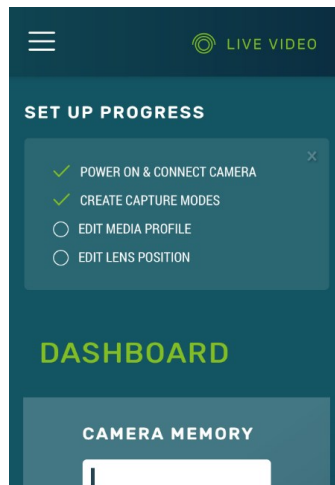 LIVE VIDEO
SET UP PROGRESS
POWER ON & CONNECT CAMERA
CREATE CAPTURE MODES
EDIT MEDIA PROFILE
EDIT LENS POSITION
DASHBOARD
CAMERA MEMORY